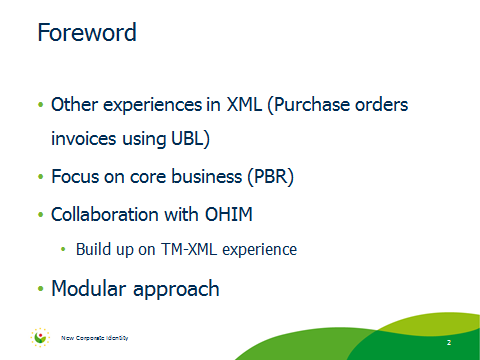 Foreword
• Other experiences in XML (Purchase orders
invoices using UBL)
• Focus on core business (PBR)
• Collaboration with OHIM
• Build up on TM-XML experience
• Modular approach
New Corporate Identity
2